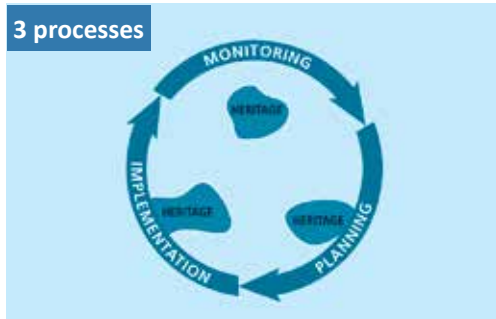 3 processes
MONITORING
HERITAGE
IMPLEMENTATION
HERITAGE
HERITAGE
PLANNING